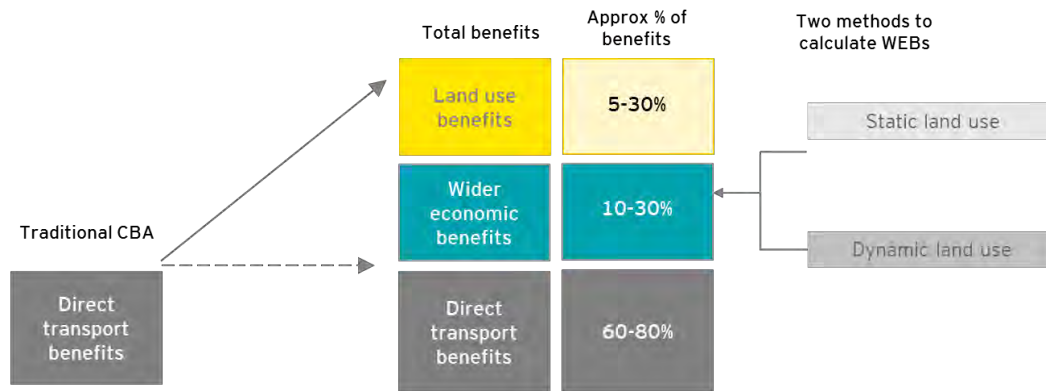 Total benefits
Approx % of
benefits
Two methods to
calculate WEBs
Land use
benefits
5-30%
Static land use
Wider
economic
benefits
10-30%
Traditional CBA
Dynamic land use
Direct
transport
benefits
Direct
transport
benefits
60-80%